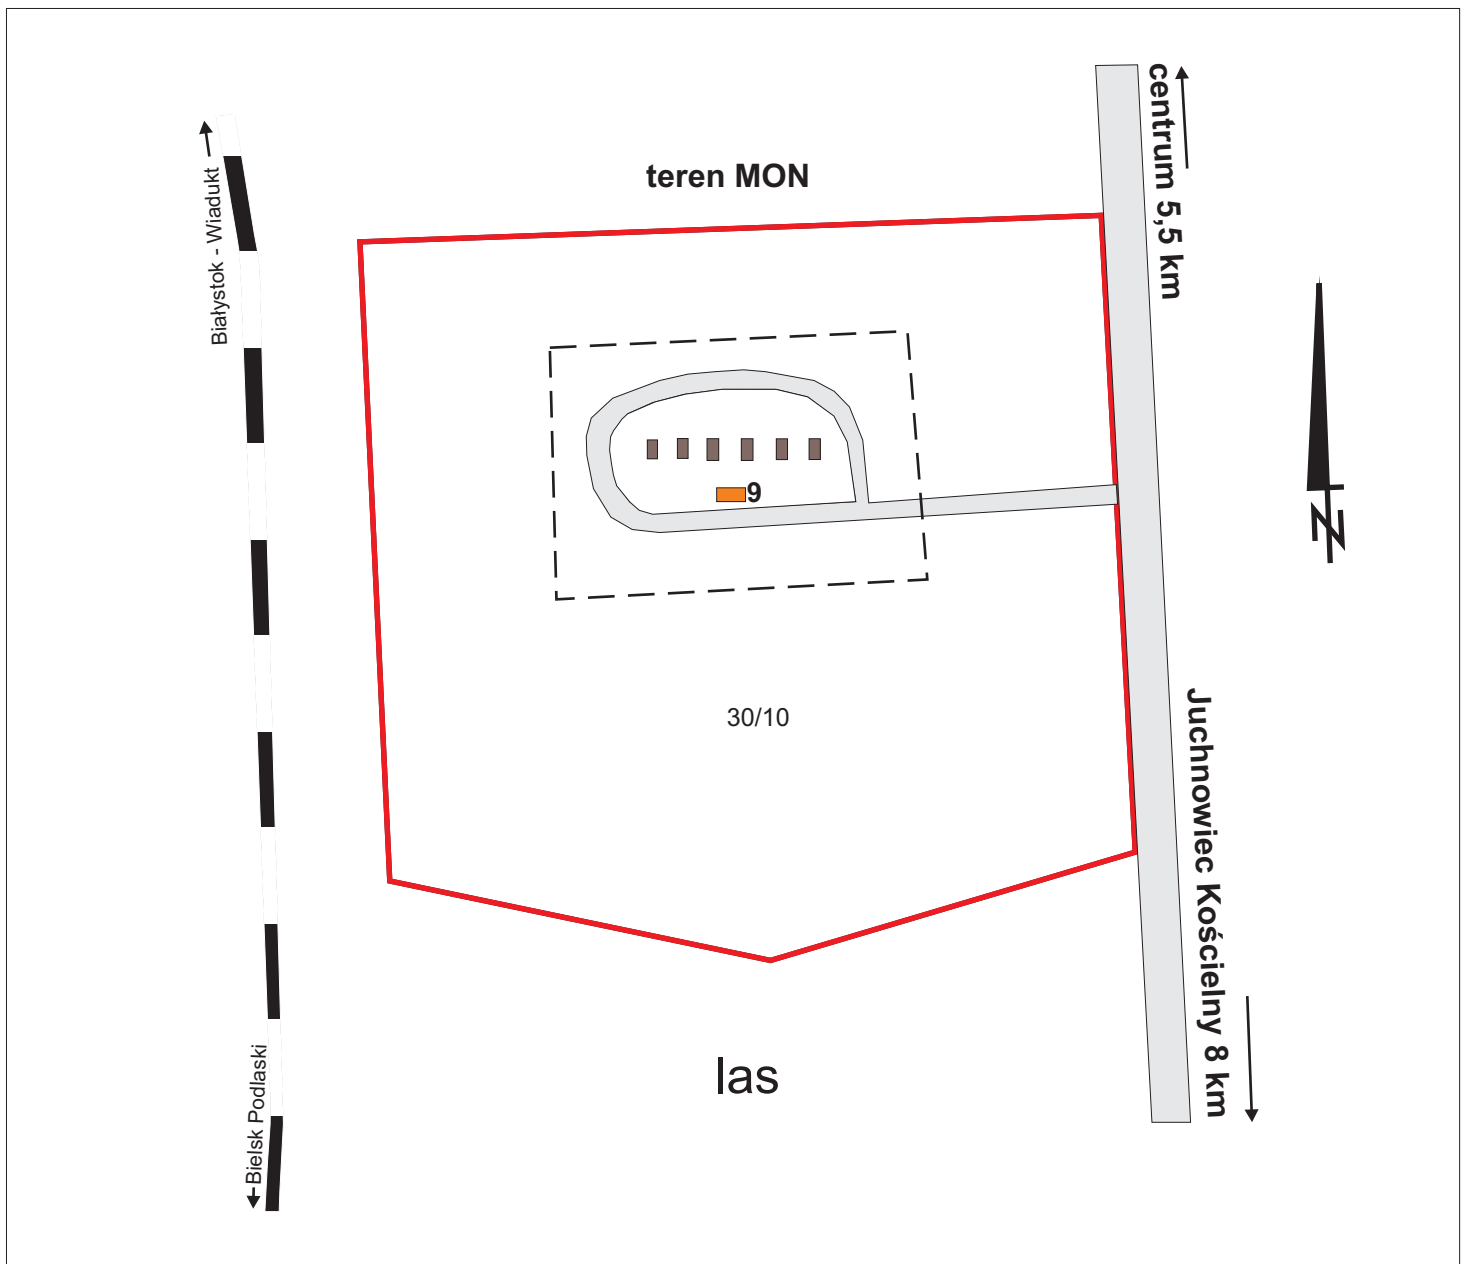 teren MON
centrum 5,5 km
Białystok - Wiadukt
9
N
30/10
Juchnowiec Kościelny 8 km
las
Bielsk Podlaski